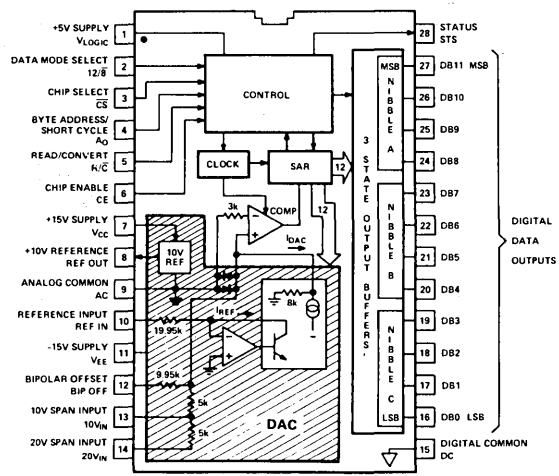 +5V SUPPLY
VLOGIC
1
DATA MODE SELECT
12/8̅
2
CHIP SELECT
C̅S̅
3
BYTE ADDRESS/
SHORT CYCLE
AO
4
READ/CONVERT
R/C̅
5
CHIP ENABLE
CE
6
+15V SUPPLY
VCC
7
+10V REFERENCE
REF OUT
8
ANALOG COMMON
AC
9
REFERENCE INPUT
REF IN
10
-15V SUPPLY
VEE
11
BIPOLAR OFFSET
BIP OFF
12
10V SPAN INPUT
10VIN
13
20V SPAN INPUT
20VIN
14
CONTROL
CLOCK
SAR
12
12
COMP
3k
IDAC
10V
REF
8k
IREF
19.95k
9.95k
5k
5k
DAC
3 STATE OUTPUT BUFFERS
MSB
NIBBLE A
NIBBLE B
NIBBLE C
LSB
28
STATUS
STS
27
DB11 MSB
26
DB10
25
DB9
24
DB8
23
DB7
22
DB6
21
DB5
20
DB4
19
DB3
18
DB2
17
DB1
16
DB0 LSB
15
DIGITAL COMMON
DC
DIGITAL
DATA
OUTPUTS